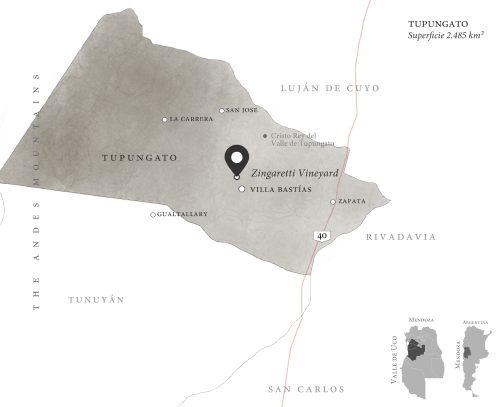 TUPUNGATO
Superficie 2.485 km²
LUJÁN DE CUYO
SAN JOSE
LA CARRERA
Cristo Rey del
Valle de Tupungato
TUPUNGATO
Zingaretti Vineyard
VILLA BASTÍAS
ZAPATA
GUALTALLARY
40
RIVADAVIA
THE ANDES MOUNTAINS
TUNUYÁN
SAN CARLOS
MENDOZA
VALLE DE UCO
ARGENTINA
MENDOZA